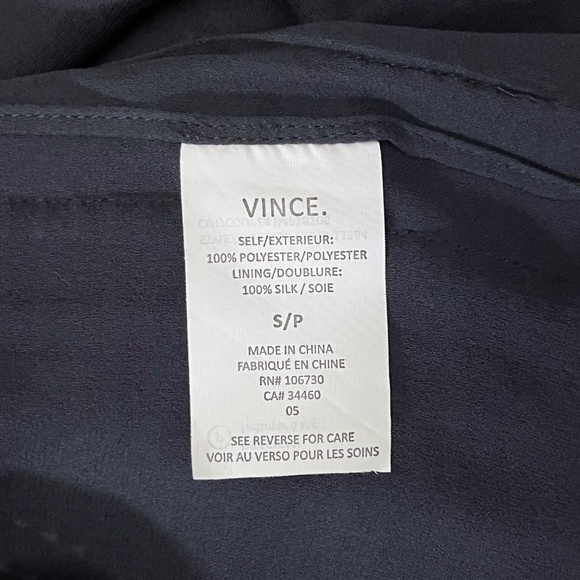 VINCE.
SELF/EXTERIEUR:
100% POLYESTER/POLYESTER
LINING/DOUBLURE:
100% SILK / SOIE
S/P
MADE IN CHINA
FABRIQUÉ EN CHINE
RN# 106730
CA# 34460
05
SEE REVERSE FOR CARE
VOIR AU VERSO POUR LES SOINS